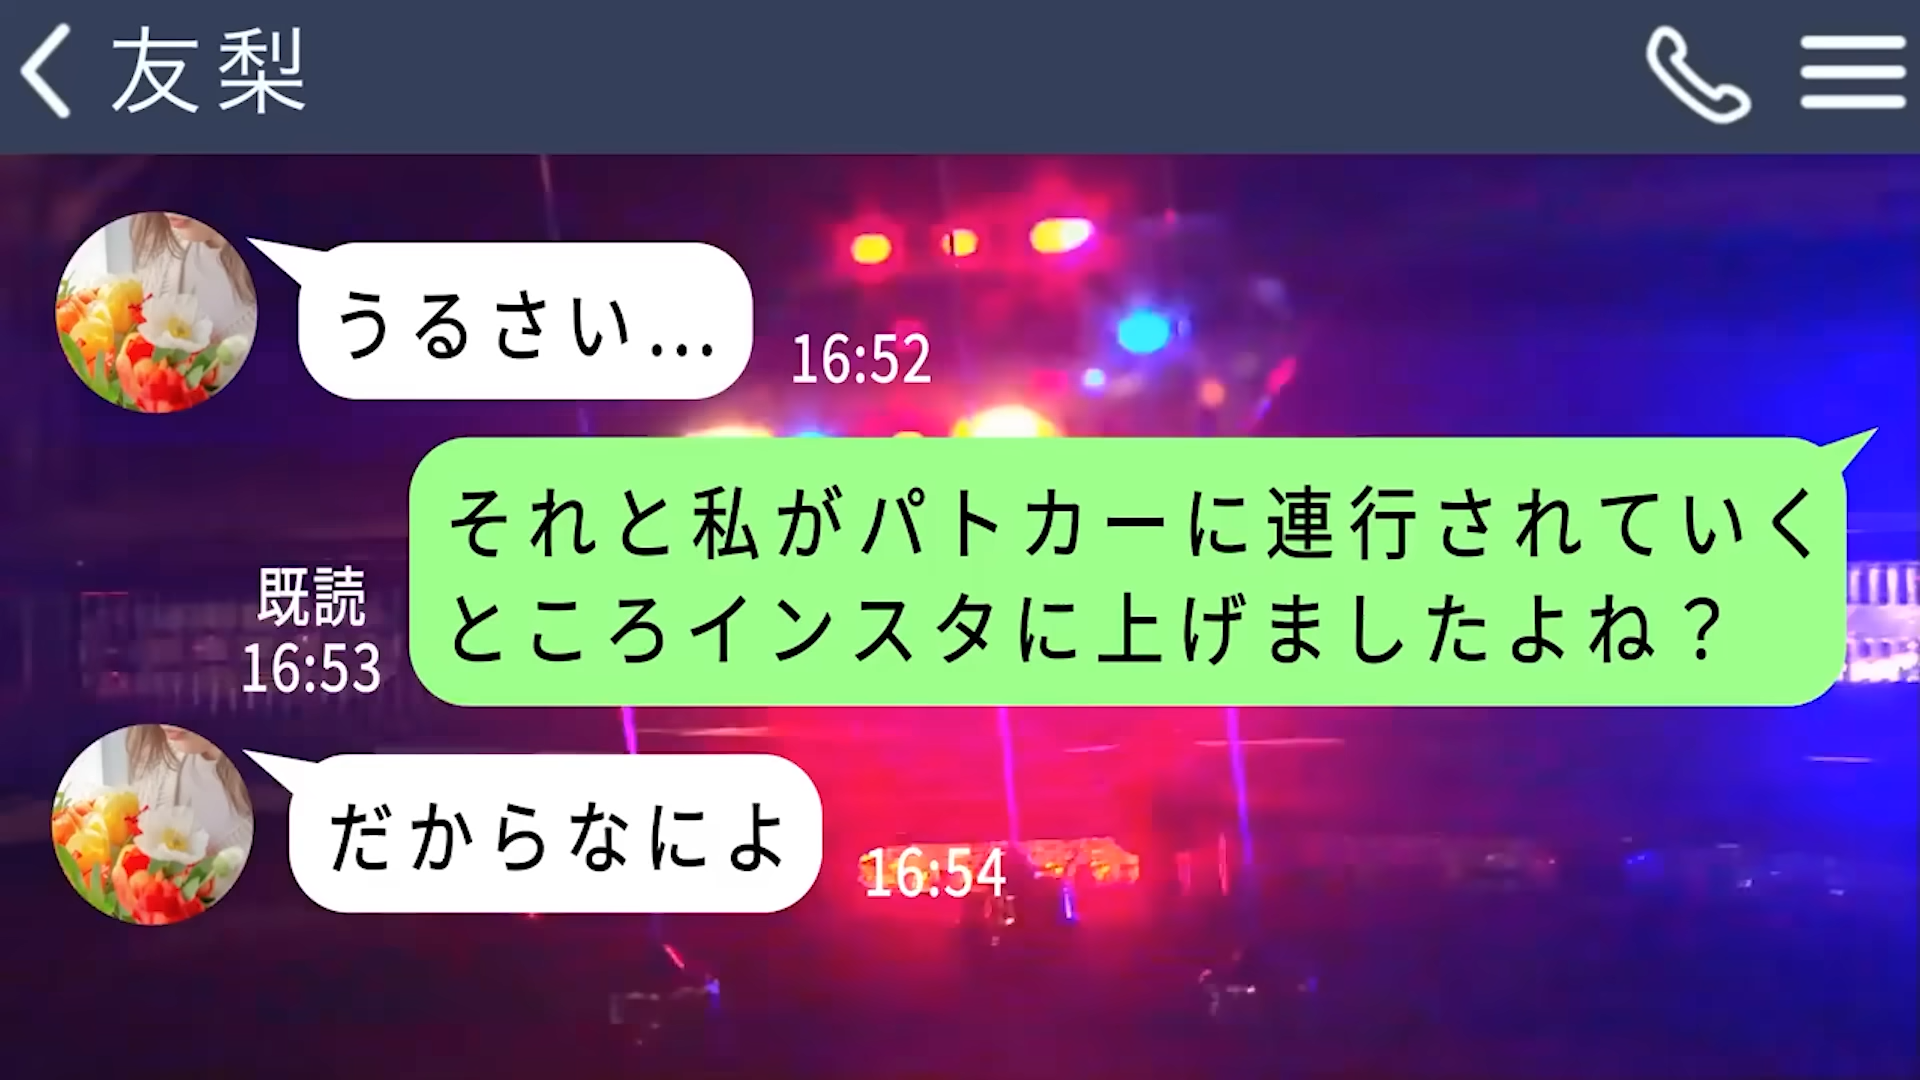 友梨
うるさい…
16:52
それと私がパトカーに連行されていく
ところインスタに上げましたよね？
既読
16:53
だからなによ
16:54